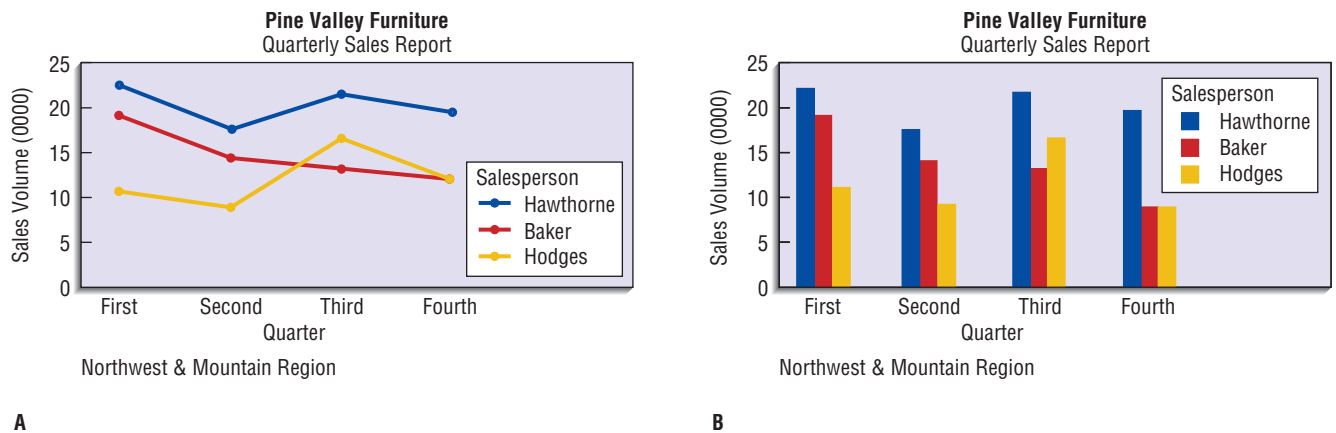 Pine Valley Furniture
Quarterly Sales Report
Sales Volume (0000)
25
20
15
10
5
0
Salesperson
Hawthorne
Baker
Hodges
First Second Third Fourth
Quarter
Northwest & Mountain Region
A
Pine Valley Furniture
Quarterly Sales Report
Sales Volume (0000)
25
20
15
10
5
0
Salesperson
Hawthorne
Baker
Hodges
First Second Third Fourth
Quarter
Northwest & Mountain Region
B